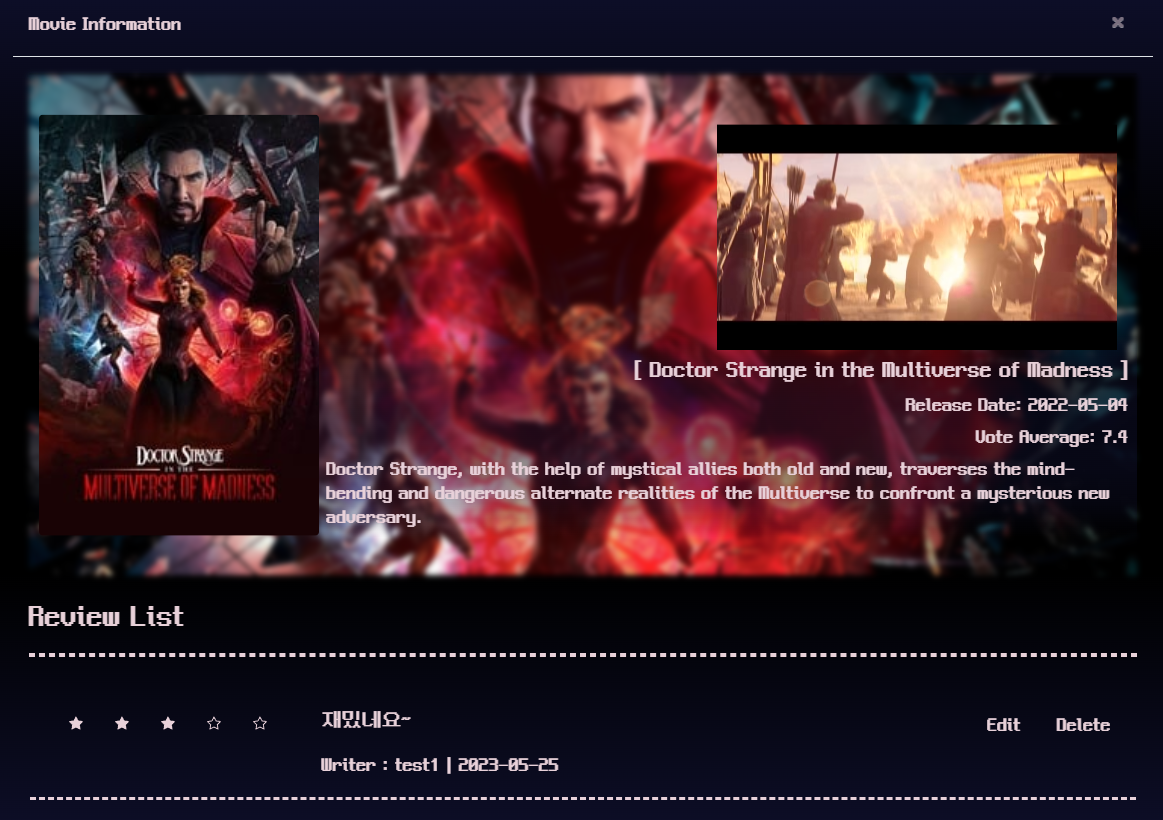 Movie Information
DOCTOR STRANGE
IN THE
MULTIVERSE OF MADNESS
[ Doctor Strange in the Multiverse of Madness ]
Release Date: 2022-05-04
Vote Average: 7.4
Doctor Strange, with the help of mystical allies both old and new, traverses the mind-
bending and dangerous alternate realities of the Multiverse to confront a mysterious new
adversary.
Review List
재밌네요~
Edit Delete
Writer : test1 | 2023-05-25